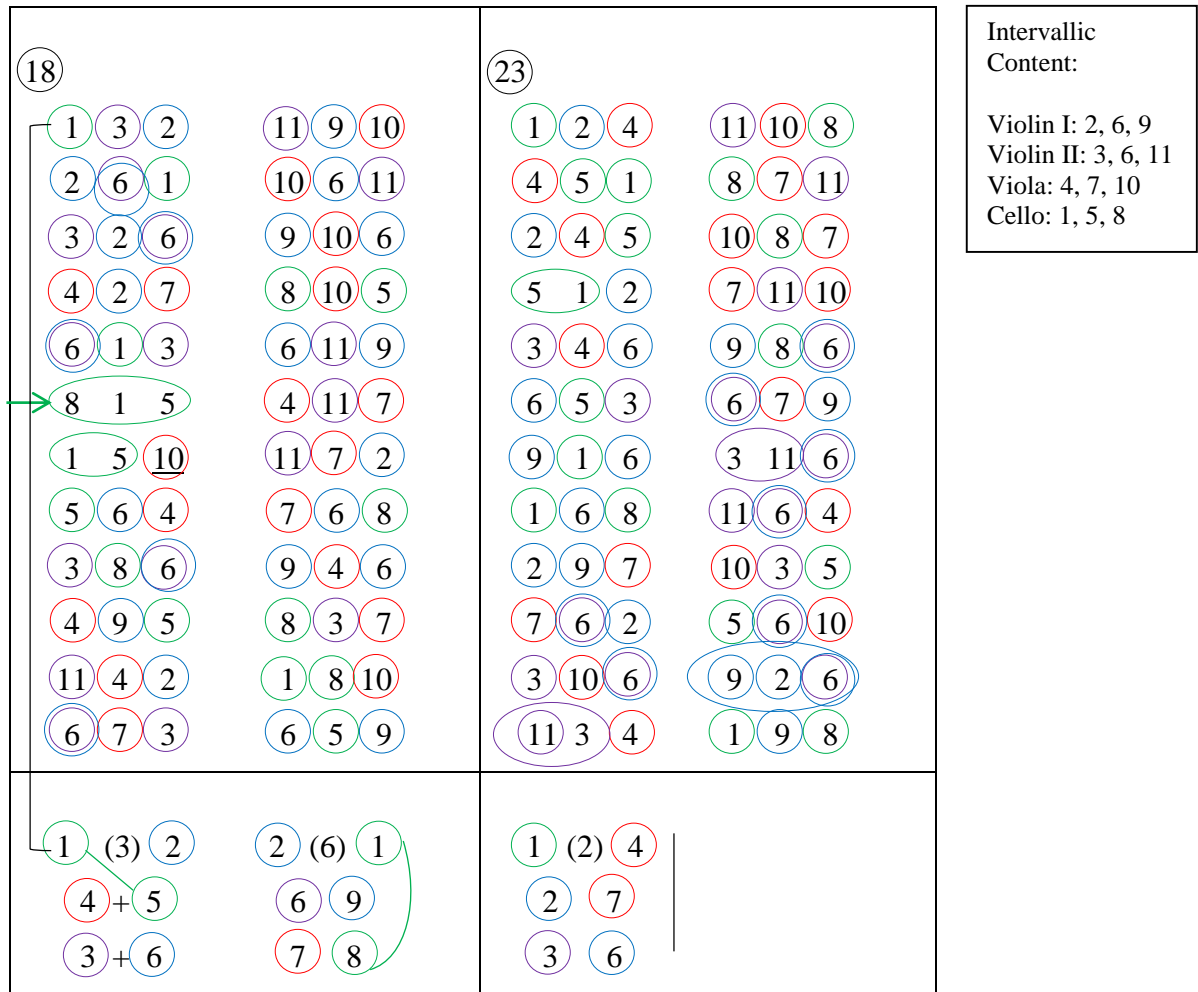 18
1 3 2 11 9 10
2 6 1 10 6 11
3 2 6 9 10 6
4 2 7 8 10 5
6 1 3 6 11 9
8 1 5 4 11 7
1 5 10 11 7 2
5 6 4 7 6 8
3 8 6 9 4 6
4 9 5 8 3 7
11 4 2 1 8 10
6 7 3 6 5 9
23
1 2 4 11 10 8
4 5 1 8 7 11
2 4 5 10 8 7
5 1 2 7 11 10
3 4 6 9 8 6
6 5 3 6 7 9
9 1 6 3 11 6
1 6 8 11 6 4
2 9 7 10 3 5
7 6 2 5 6 10
3 10 6 9 2 6
11 3 4 1 9 8
1 (3) 2 2 (6) 1
4 + 5 6 9
3 + 6 7 8
1 (2) 4
2 7
3 6
Intervallic
Content:
Violin I: 2, 6, 9
Violin II: 3, 6, 11
Viola: 4, 7, 10
Cello: 1, 5, 8